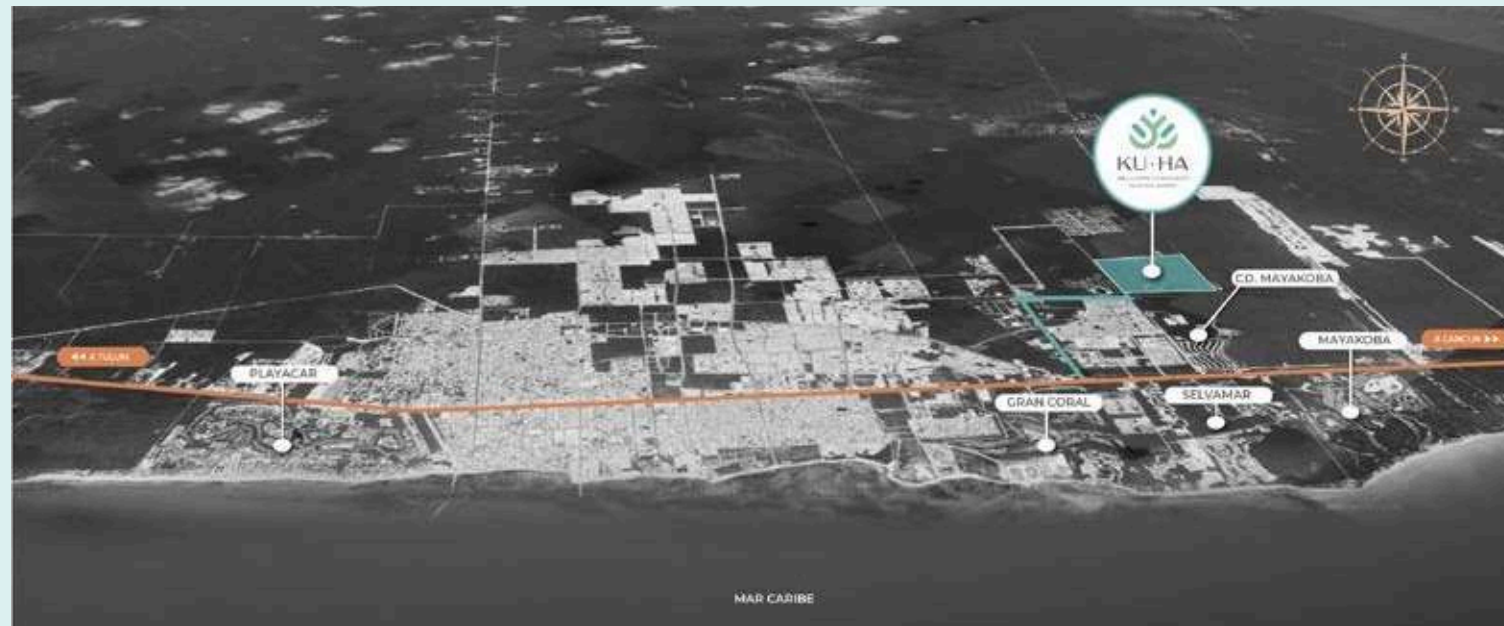 KU·HA
CD. MAYAKOBA
MAYAKOBA
◄◄ A TULUM
A CANCUN ►►
PLAYACAR
GRAN CORAL
SELVAMAR
MAR CARIBE